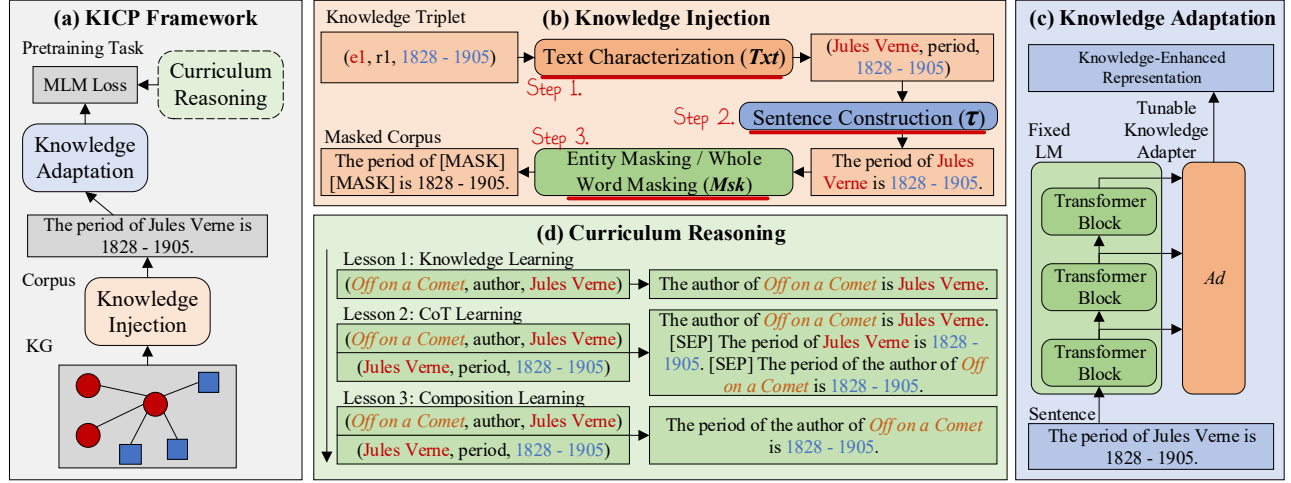 (a) KICP Framework
Pretraining Task
MLM Loss
Curriculum
Reasoning
Knowledge
Adaptation
The period of Jules Verne is
1828 - 1905.
Corpus
Knowledge
Injection
KG
(b) Knowledge Injection
Knowledge Triplet
(e1, r1, 1828 - 1905)
Text Characterization (Txt)
(Jules Verne, period,
1828 - 1905)
Step 1.
Step 2.
Sentence Construction (τ)
Step 3.
Masked Corpus
The period of [MASK]
[MASK] is 1828 - 1905.
Entity Masking / Whole
Word Masking (Msk)
The period of Jules
Verne is 1828 - 1905.
(d) Curriculum Reasoning
Lesson 1: Knowledge Learning
(Off on a Comet, author, Jules Verne)
The author of Off on a Comet is Jules Verne.
Lesson 2: CoT Learning
(Off on a Comet, author, Jules Verne)
(Jules Verne, period, 1828 - 1905)
The author of Off on a Comet is Jules Verne.
[SEP] The period of Jules Verne is 1828 -
1905. [SEP] The period of the author of Off
on a Comet is 1828 - 1905.
Lesson 3: Composition Learning
(Off on a Comet, author, Jules Verne)
(Jules Verne, period, 1828 - 1905)
The period of the author of Off on a Comet
is 1828 - 1905.
(c) Knowledge Adaptation
Knowledge-Enhanced
Representation
Tunable
Knowledge
Adapter
Fixed
LM
Transformer
Block
Transformer
Block
Transformer
Block
Ad
Sentence
The period of Jules Verne is
1828 - 1905.